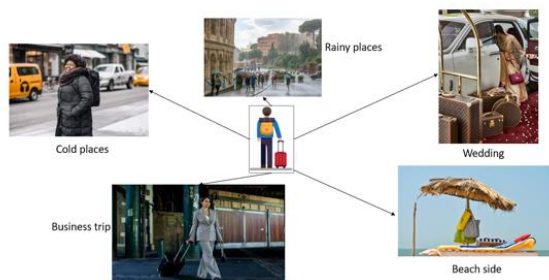 Rainy places
Cold places
Wedding
Business trip
Beach side